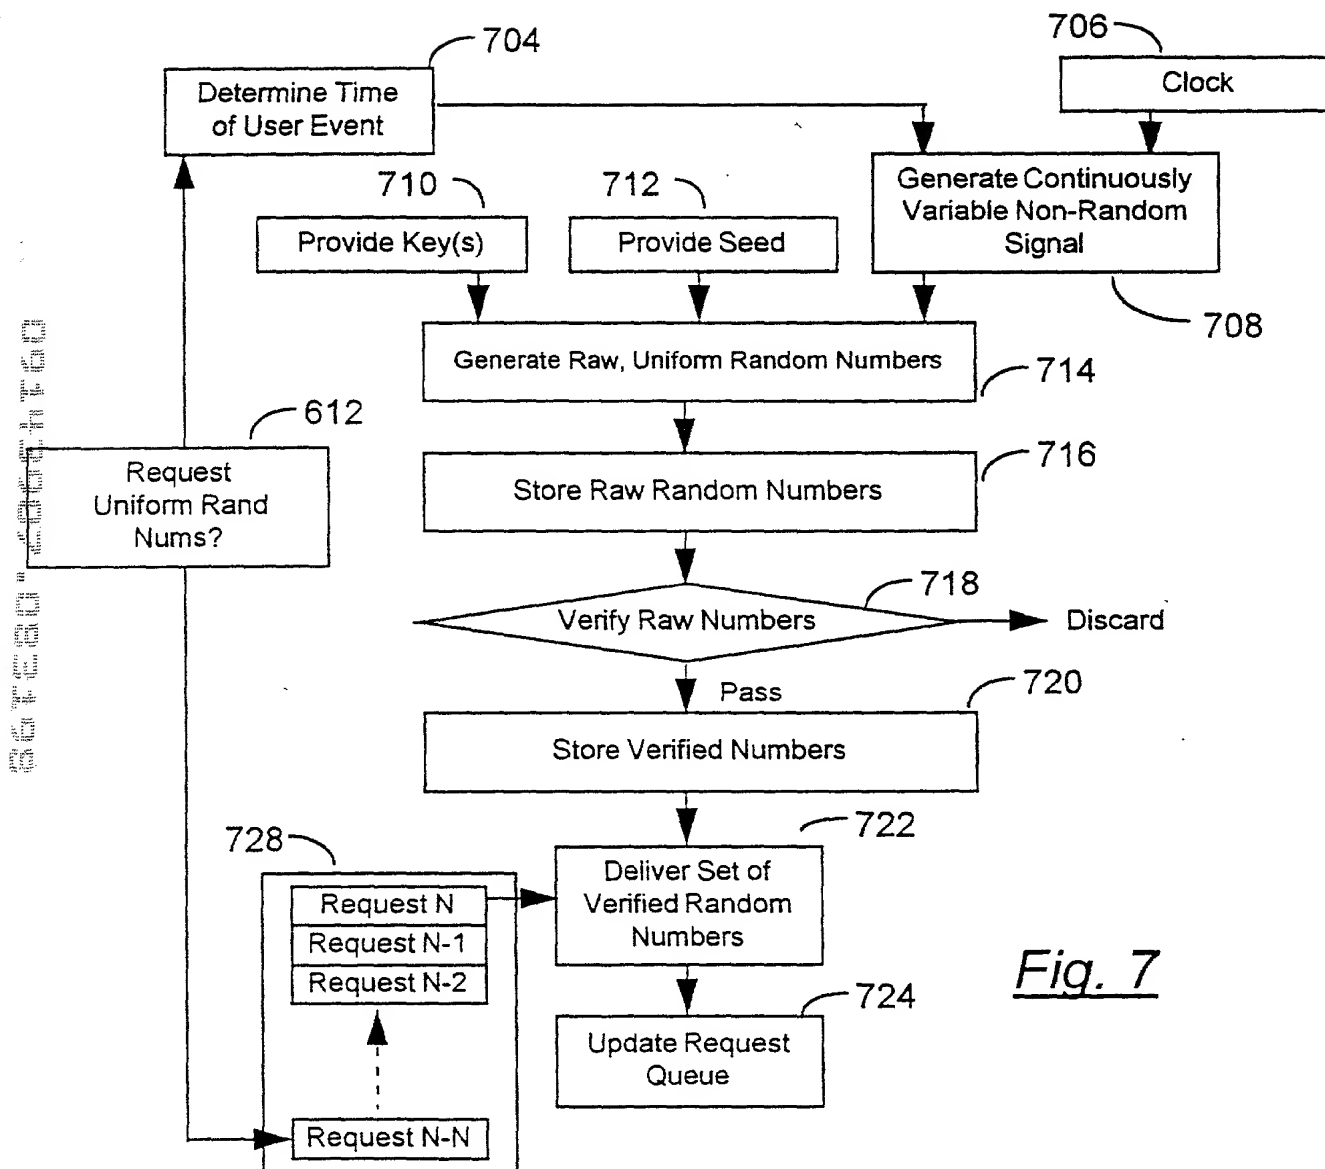 704
706
Determine Time
of User Event
Clock
710
712
Generate Continuously
Variable Non-Random
Signal
Provide Key(s)
Provide Seed
708
Generate Raw, Uniform Random Numbers
714
612
Request
Uniform Rand
Nums?
716
Store Raw Random Numbers
718
Verify Raw Numbers
Discard
Pass
720
Store Verified Numbers
728
722
Deliver Set of
Verified Random
Numbers
Request N
Request N-1
Request N-2
Fig. 7
724
Update Request
Queue
Request N-N